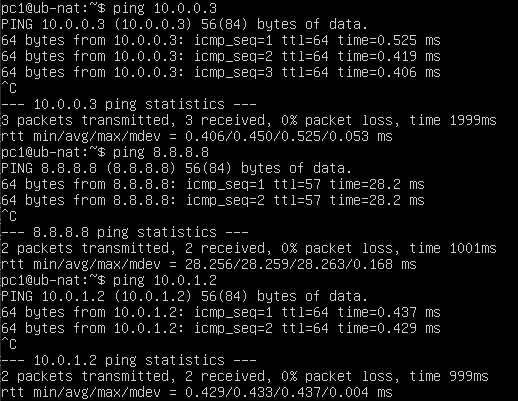 pc1@ub-nat:~$ ping 10.0.0.3
PING 10.0.0.3 (10.0.0.3) 56(84) bytes of data.
64 bytes from 10.0.0.3: icmp_seq=1 ttl=64 time=0.525 ms
64 bytes from 10.0.0.3: icmp_seq=2 ttl=64 time=0.419 ms
64 bytes from 10.0.0.3: icmp_seq=3 ttl=64 time=0.406 ms
^C
--- 10.0.0.3 ping statistics ---
3 packets transmitted, 3 received, 0% packet loss, time 1999ms
rtt min/avg/max/mdev = 0.406/0.450/0.525/0.053 ms
pc1@ub-nat:~$ ping 8.8.8.8
PING 8.8.8.8 (8.8.8.8) 56(84) bytes of data.
64 bytes from 8.8.8.8: icmp_seq=1 ttl=57 time=28.2 ms
64 bytes from 8.8.8.8: icmp_seq=2 ttl=57 time=28.2 ms
^C
--- 8.8.8.8 ping statistics ---
2 packets transmitted, 2 received, 0% packet loss, time 1001ms
rtt min/avg/max/mdev = 28.256/28.259/28.263/0.168 ms
pc1@ub-nat:~$ ping 10.0.1.2
PING 10.0.1.2 (10.0.1.2) 56(84) bytes of data.
64 bytes from 10.0.1.2: icmp_seq=1 ttl=64 time=0.437 ms
64 bytes from 10.0.1.2: icmp_seq=2 ttl=64 time=0.429 ms
^C
--- 10.0.1.2 ping statistics ---
2 packets transmitted, 2 received, 0% packet loss, time 999ms
rtt min/avg/max/mdev = 0.429/0.433/0.437/0.004 ms